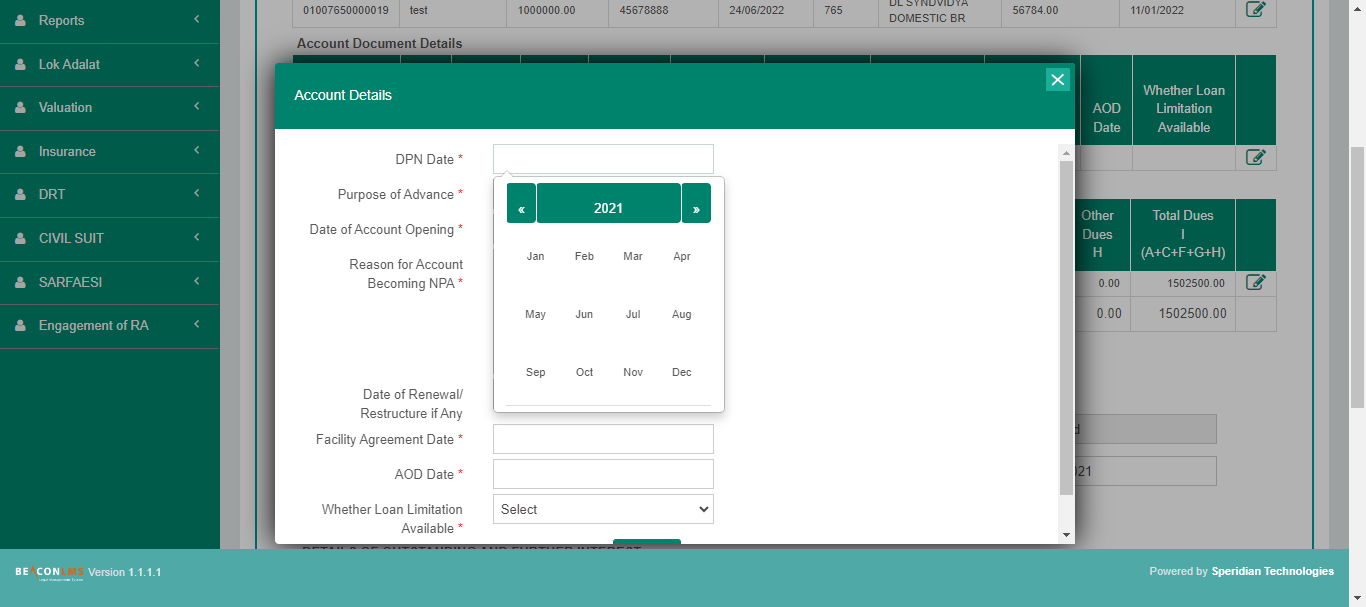 Reports
Lok Adalat
Valuation
Insurance
DRT
CIVIL SUIT
SARFAESI
Engagement of RA
01007650000019 test 1000000.00 45678888 24/06/2022 765 DL SYNDVIDYA DOMESTIC BR 56784.00 11/01/2022
Account Document Details
AOD
Date
Whether Loan
Limitation
Available
Other
Dues
H
Total Dues
I
(A+C+F+G+H)
0.00 1502500.00
0.00 1502500.00
21
Account Details
DPN Date *
Purpose of Advance *
Date of Account Opening *
Reason for Account
Becoming NPA *
« 2021 »
Jan Feb Mar Apr
May Jun Jul Aug
Sep Oct Nov Dec
Date of Renewal/
Restructure if Any
Facility Agreement Date *
AOD Date *
Whether Loan Limitation
Available *
Select
DETAILS OF OUTSTANDING AND FURTHER INTEREST
BEACONLMS Version 1.1.1.1
Powered by Speridian Technologies